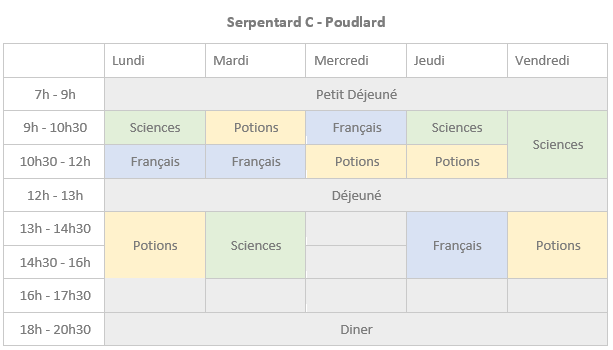 Serpentard C - Poudlard
Lundi Mardi Mercredi Jeudi Vendredi
7h - 9h Petit Déjeuné
9h - 10h30 Sciences Potions Français Sciences Sciences
10h30 - 12h Français Français Potions Potions
12h - 13h Déjeuné
13h - 14h30 Potions Sciences Français Potions
14h30 - 16h
16h - 17h30
18h - 20h30 Diner